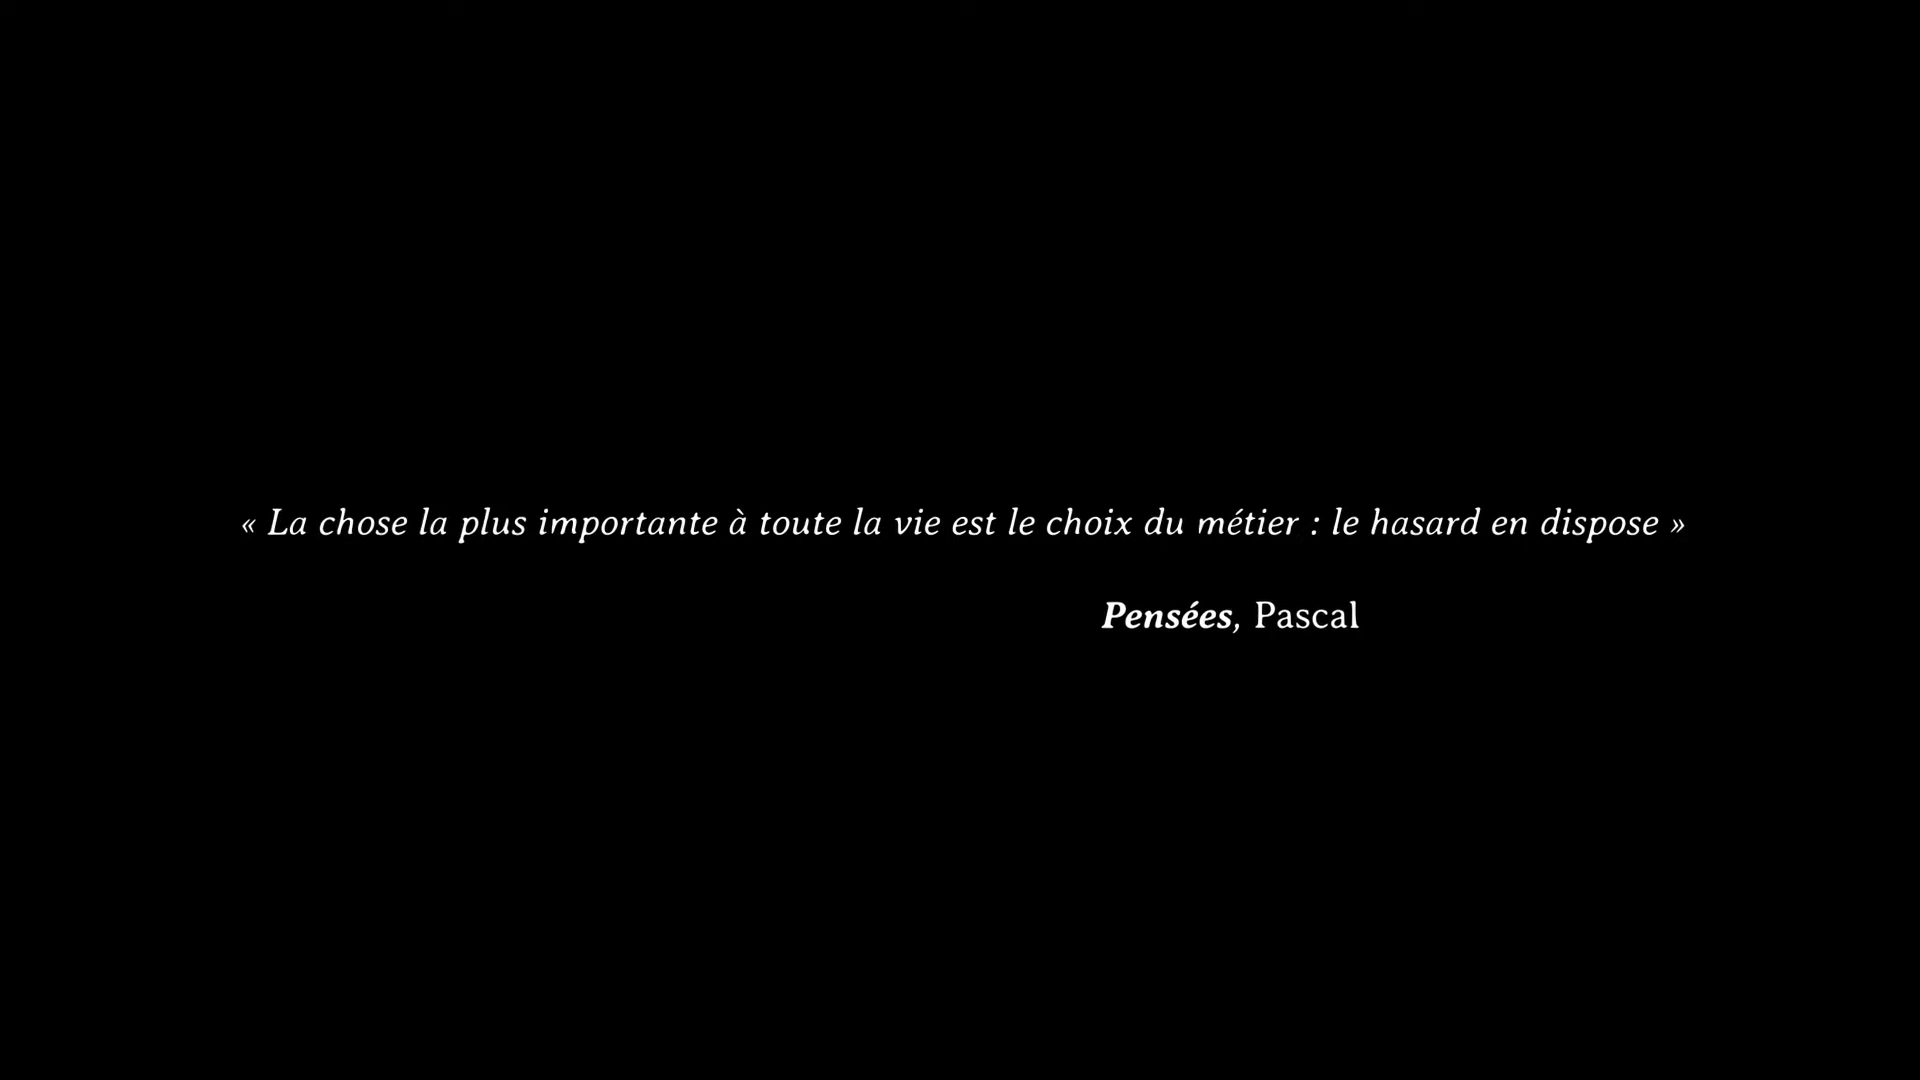 « La chose la plus importante à toute la vie est le choix du métier : le hasard en dispose »
Pensées, Pascal